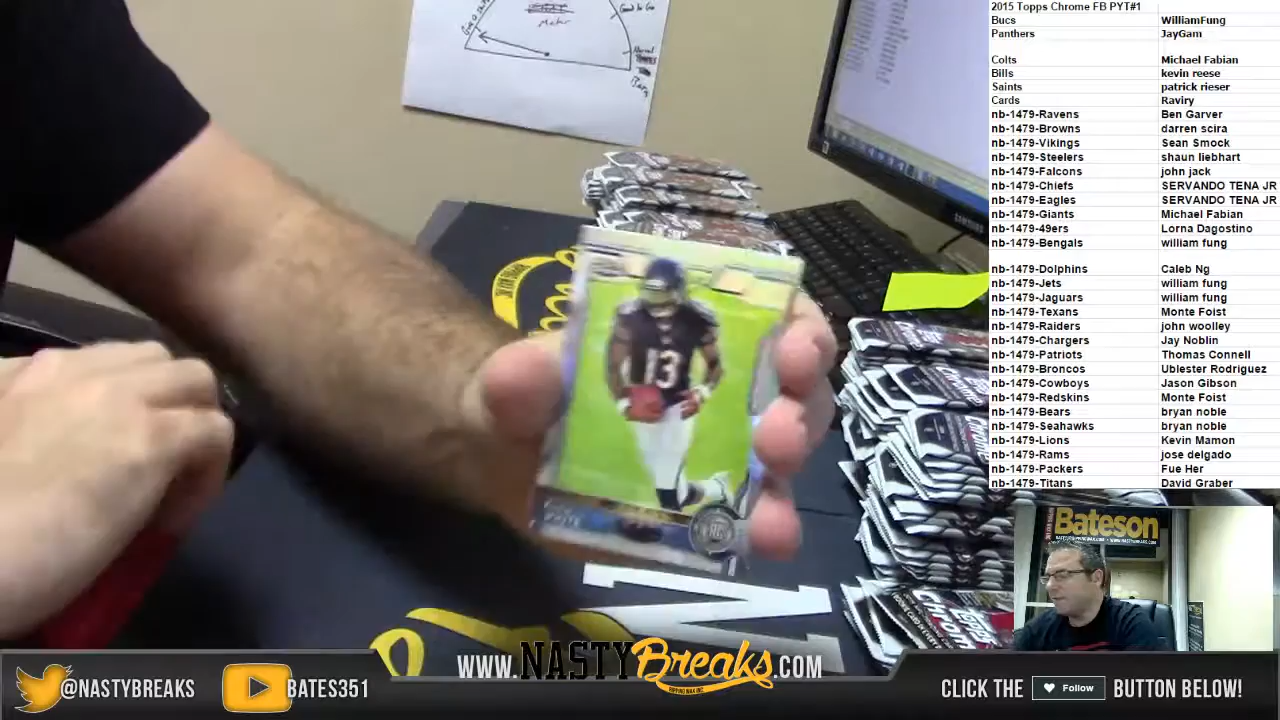 2015 Topps Chrome FB PYT#1
Bucs WilliamFung
Panthers JayGam
Colts Michael Fabian
Bills kevin reese
Saints patrick rieser
Cards Raviry
nb-1479-Ravens Ben Garver
nb-1479-Browns darren scira
nb-1479-Vikings Sean Smock
nb-1479-Steelers shaun liebhart
nb-1479-Falcons john jack
nb-1479-Chiefs SERVANDO TENA JR
nb-1479-Eagles SERVANDO TENA JR
nb-1479-Giants Michael Fabian
nb-1479-49ers Lorna Dagostino
nb-1479-Bengals william fung
nb-1479-Dolphins Caleb Ng
nb-1479-Jets william fung
nb-1479-Jaguars william fung
nb-1479-Texans Monte Foist
nb-1479-Raiders john woolley
nb-1479-Chargers Jay Noblin
nb-1479-Patriots Thomas Connell
nb-1479-Broncos Ublester Rodriguez
nb-1479-Cowboys Jason Gibson
nb-1479-Redskins Monte Foist
nb-1479-Bears bryan noble
nb-1479-Seahawks bryan noble
nb-1479-Lions Kevin Mamon
nb-1479-Rams jose delgado
nb-1479-Packers Fue Her
nb-1479-Titans David Graber
Meter
SAMSUNG
13
Bateson
@NASTYBREAKS
BATES351
WWW.NASTYBreaks.COM
RIPPING WAX INC
CLICK THE Follow BUTTON BELOW!